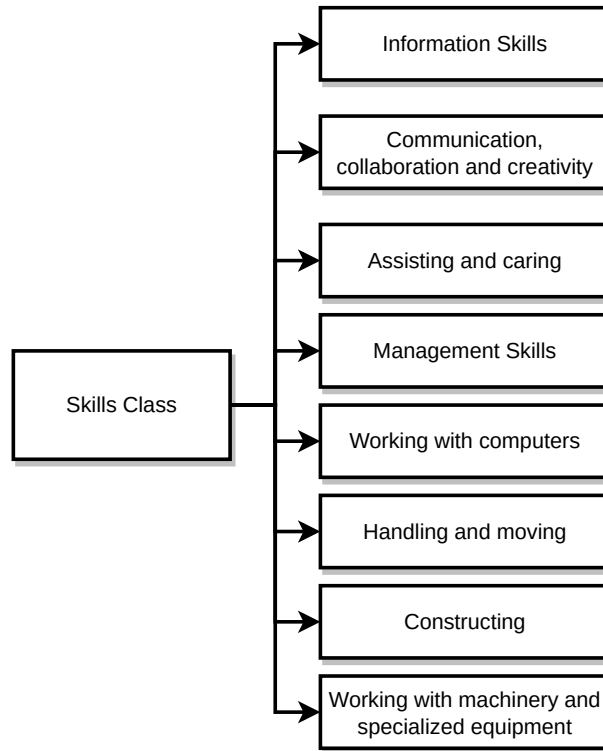 Information Skills
Communication,
collaboration and creativity
Assisting and caring
Management Skills
Skills Class
Working with computers
Handling and moving
Constructing
Working with machinery and
specialized equipment